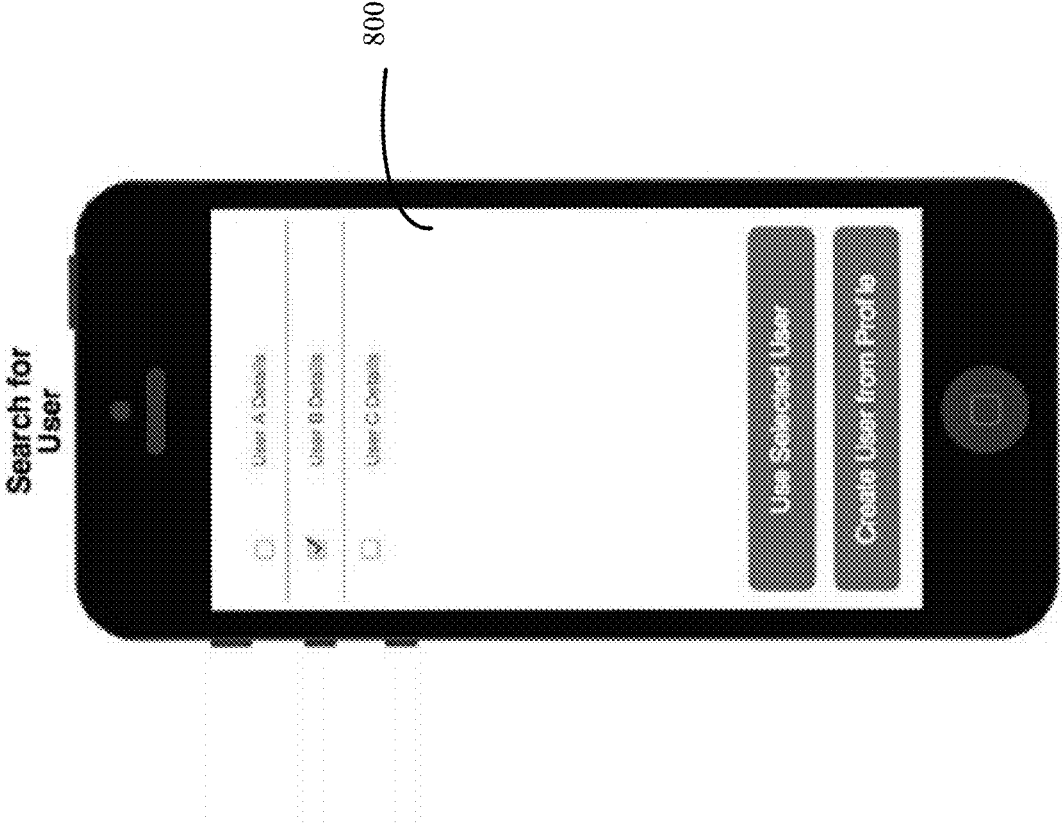 Search for
User
800
User A Details
User B Details
User C Details
Use Selected User
Create User from Profile